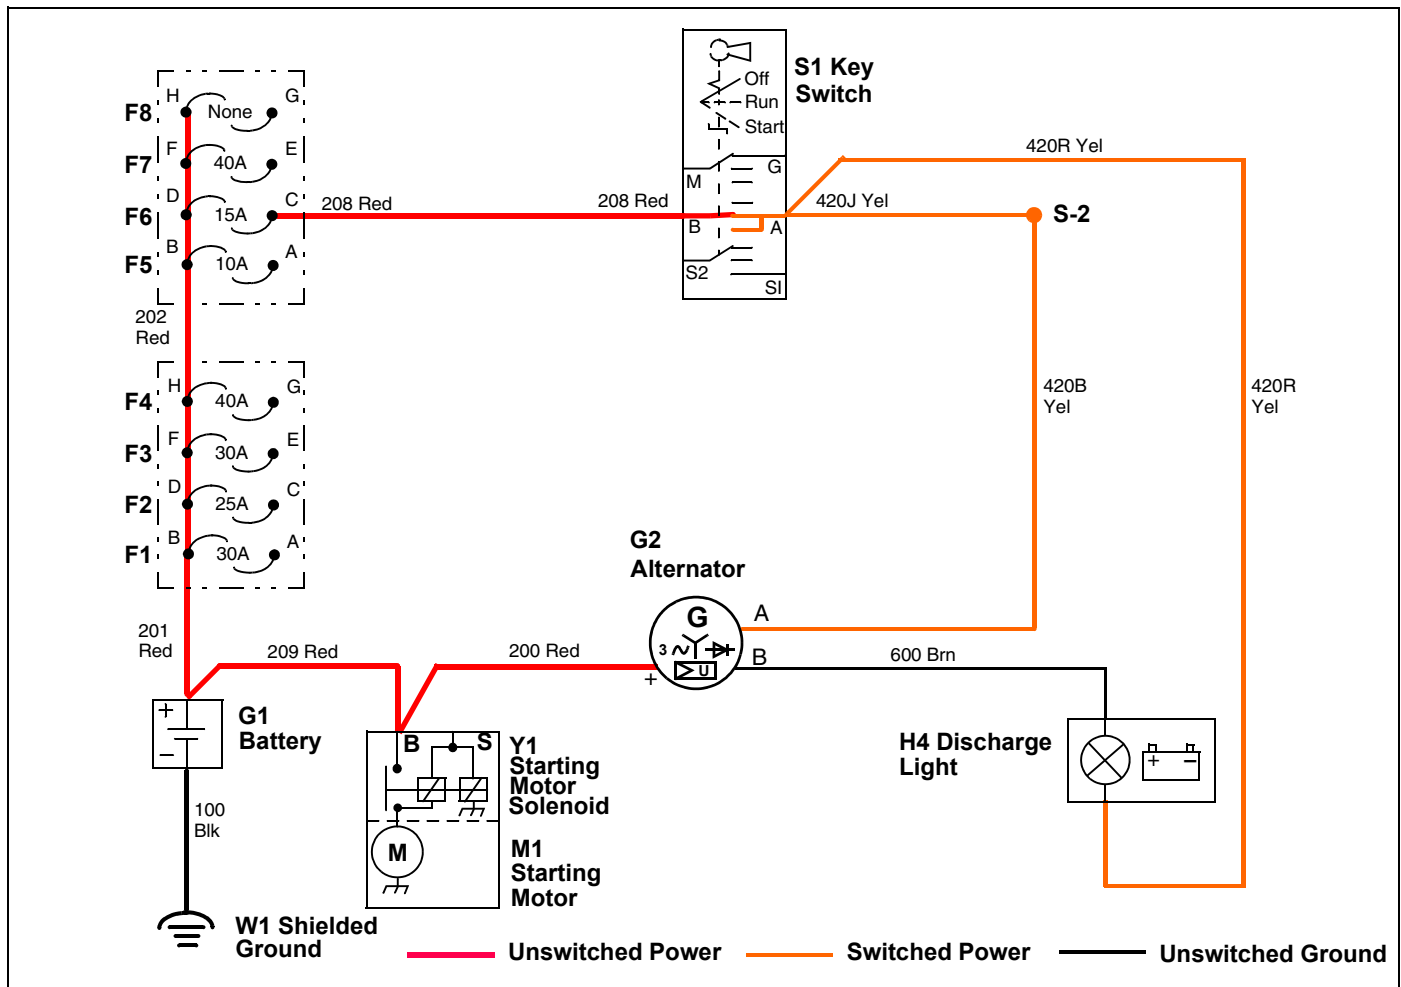 S1 Key
Switch
Off
Run
Start
M
G
B
A
S2
SI
H
G
F8
None
F
E
F7
40A
D
C
F6
15A
B
A
F5
10A
208 Red
208 Red
420J Yel
420R Yel
S-2
202
Red
H
G
F4
40A
F
E
F3
30A
D
C
F2
25A
B
A
F1
30A
420B
Yel
420R
Yel
G2
Alternator
G
3
U
A
B
+
201
Red
209 Red
200 Red
600 Brn
+
−
G1
Battery
B
S
Y1
Starting
Motor
Solenoid
H4 Discharge
Light
+
−
100
Blk
M
M1
Starting
Motor
W1 Shielded
Ground
Unswitched Power
Switched Power
Unswitched Ground